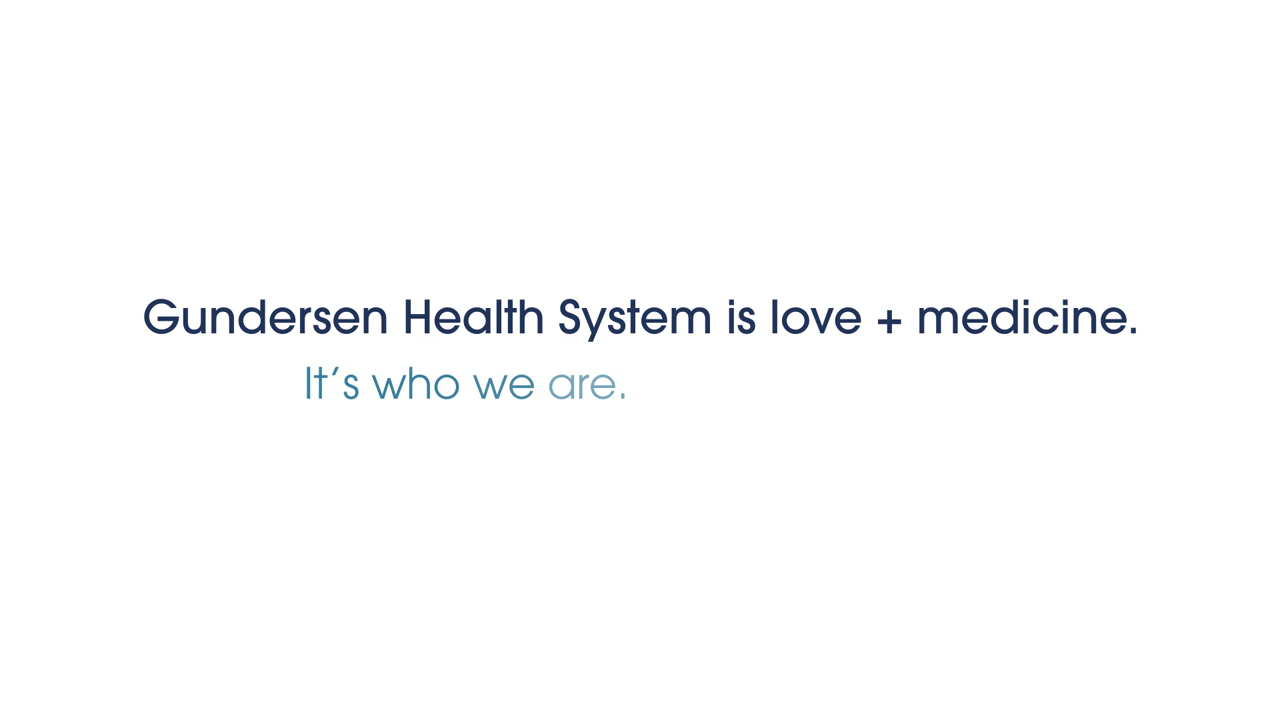 Gundersen Health System is love + medicine.
It’s who we are.